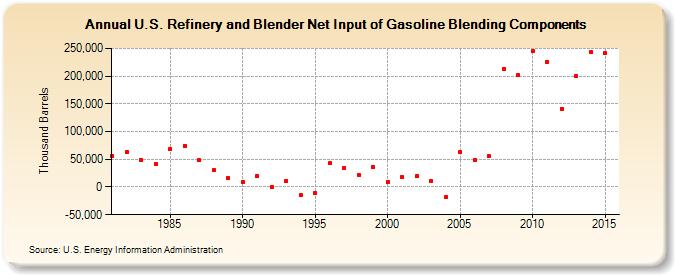 Annual U.S. Refinery and Blender Net Input of Gasoline Blending Components
Thousand Barrels
250,000
200,000
150,000
100,000
50,000
0
-50,000
1985 1990 1995 2000 2005 2010 2015
Source: U.S. Energy Information Administration